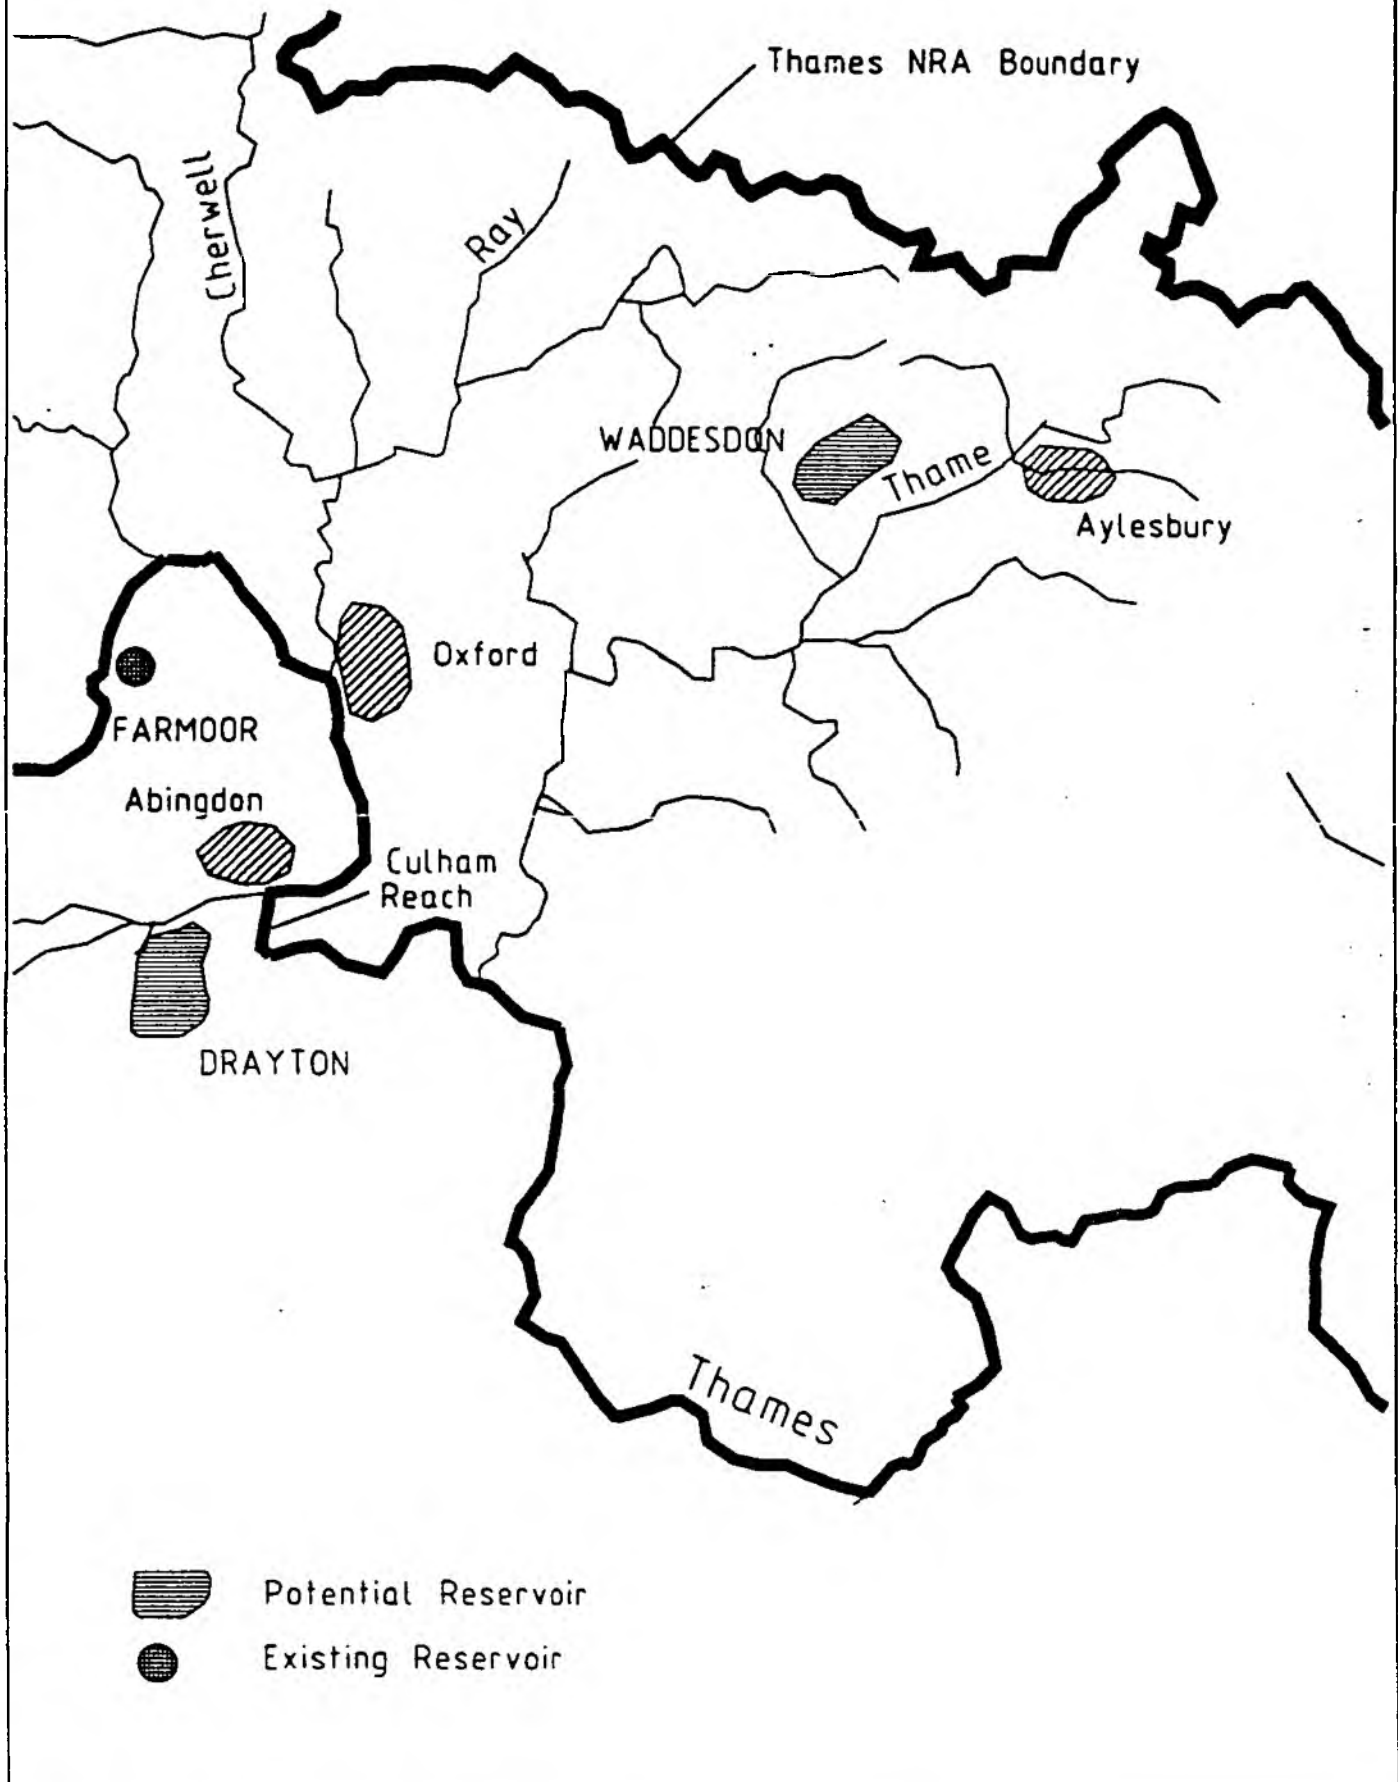 Thames NRA Boundary
Cherwell
Ray
WADDESDON
Thame
Aylesbury
Oxford
FARMOOR
Abingdon
Culham
Reach
DRAYTON
Thames
Potential Reservoir
Existing Reservoir